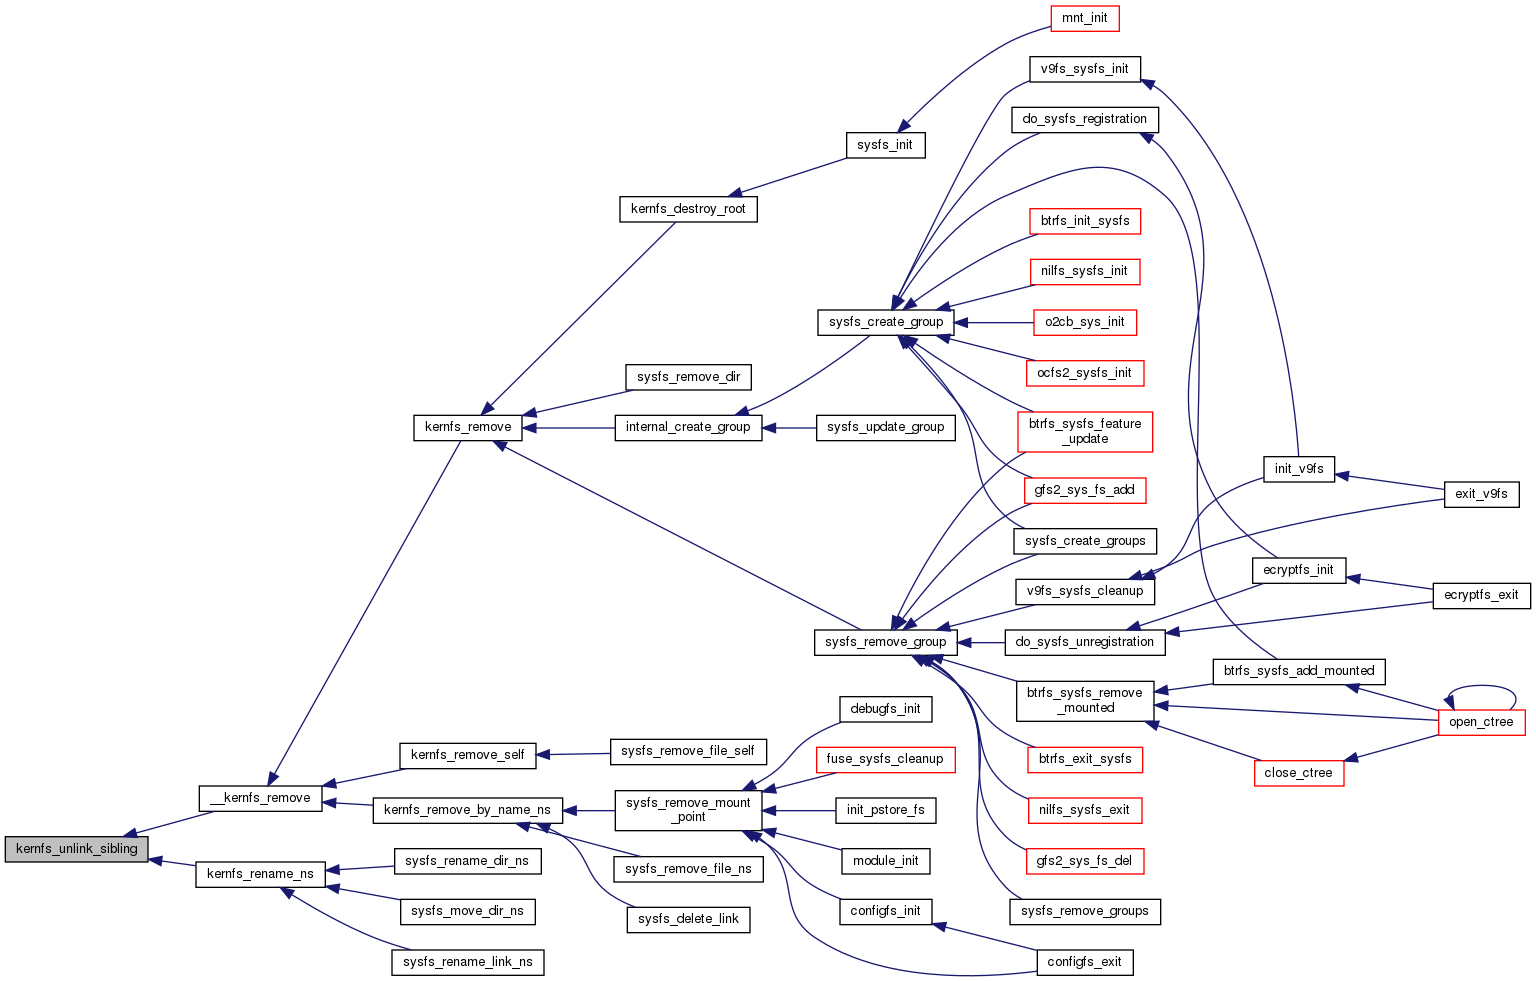 mnt_init
v9fs_sysfs_init
do_sysfs_registration
sysfs_init
kernfs_destroy_root
btrfs_init_sysfs
nilfs_sysfs_init
sysfs_create_group
o2cb_sys_init
ocfs2_sysfs_init
sysfs_remove_dir
kernfs_remove
internal_create_group
sysfs_update_group
btrfs_sysfs_feature
_update
init_v9fs
gfs2_sys_fs_add
exit_v9fs
sysfs_create_groups
ecryptfs_init
v9fs_sysfs_cleanup
ecryptfs_exit
sysfs_remove_group
do_sysfs_unregistration
btrfs_sysfs_add_mounted
btrfs_sysfs_remove
_mounted
debugfs_init
open_ctree
kernfs_remove_self
sysfs_remove_file_self
fuse_sysfs_cleanup
btrfs_exit_sysfs
close_ctree
__kernfs_remove
kernfs_remove_by_name_ns
sysfs_remove_mount
_point
init_pstore_fs
nilfs_sysfs_exit
kernfs_unlink_sibling
module_init
gfs2_sys_fs_del
sysfs_rename_dir_ns
sysfs_remove_file_ns
kernfs_rename_ns
sysfs_move_dir_ns
sysfs_delete_link
configfs_init
sysfs_remove_groups
sysfs_rename_link_ns
configfs_exit